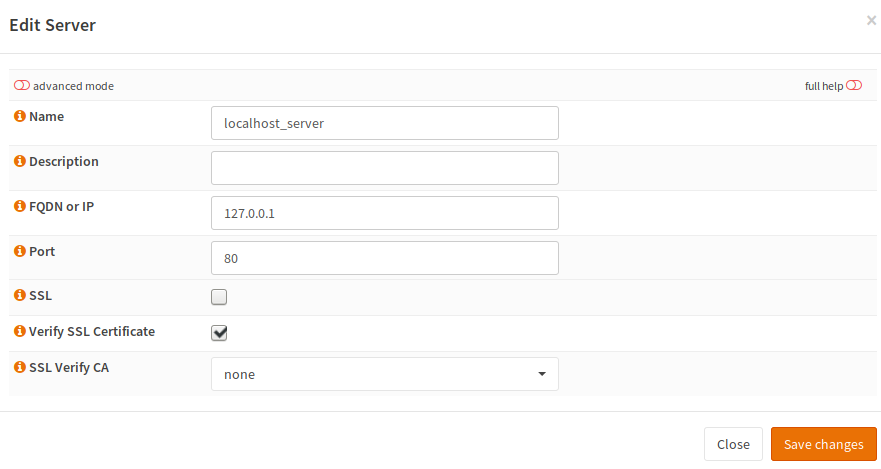 Edit Server
×
advanced mode
full help
Name
localhost_server
Description
FQDN or IP
127.0.0.1
Port
80
SSL
Verify SSL Certificate
SSL Verify CA
none
Close
Save changes